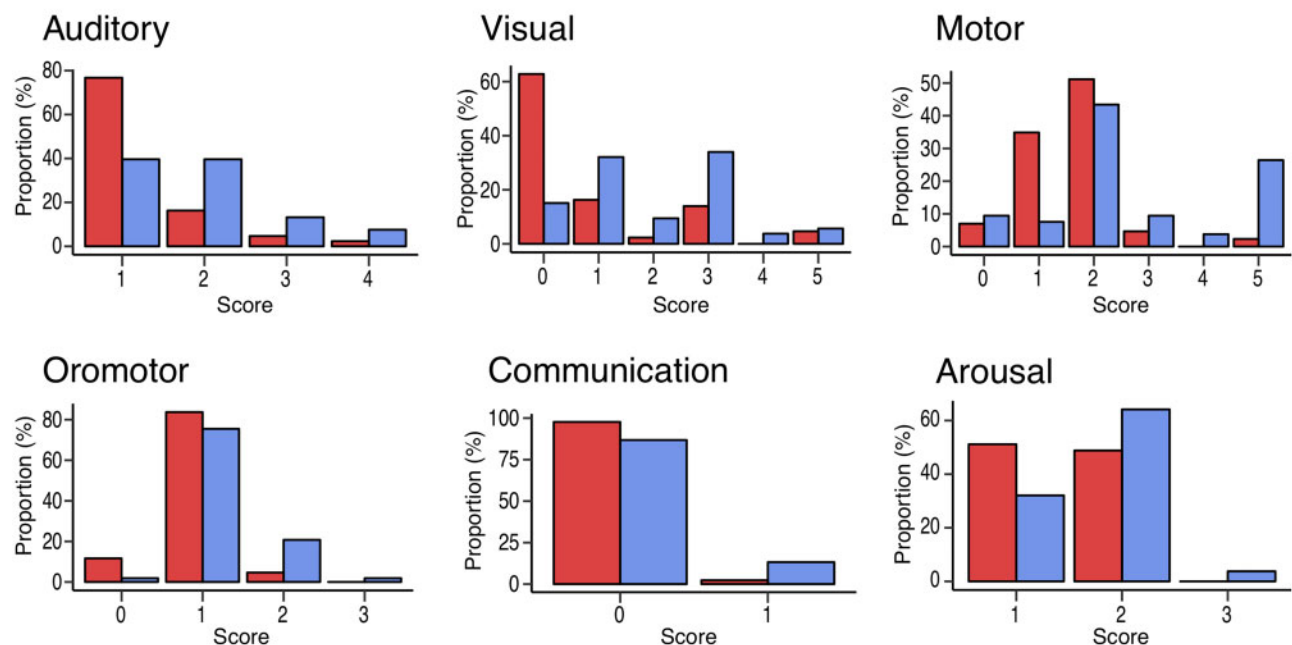 Auditory
Proportion (%)
80
60
40
20
0
1 2 3 4
Score
Visual
Proportion (%)
60
40
20
0
0 1 2 3 4 5
Score
Motor
Proportion (%)
50
40
30
20
10
0
0 1 2 3 4 5
Score
Oromotor
Proportion (%)
80
60
40
20
0
0 1 2 3
Score
Communication
Proportion (%)
100
75
50
25
0
0 1
Score
Arousal
Proportion (%)
60
40
20
0
1 2 3
Score